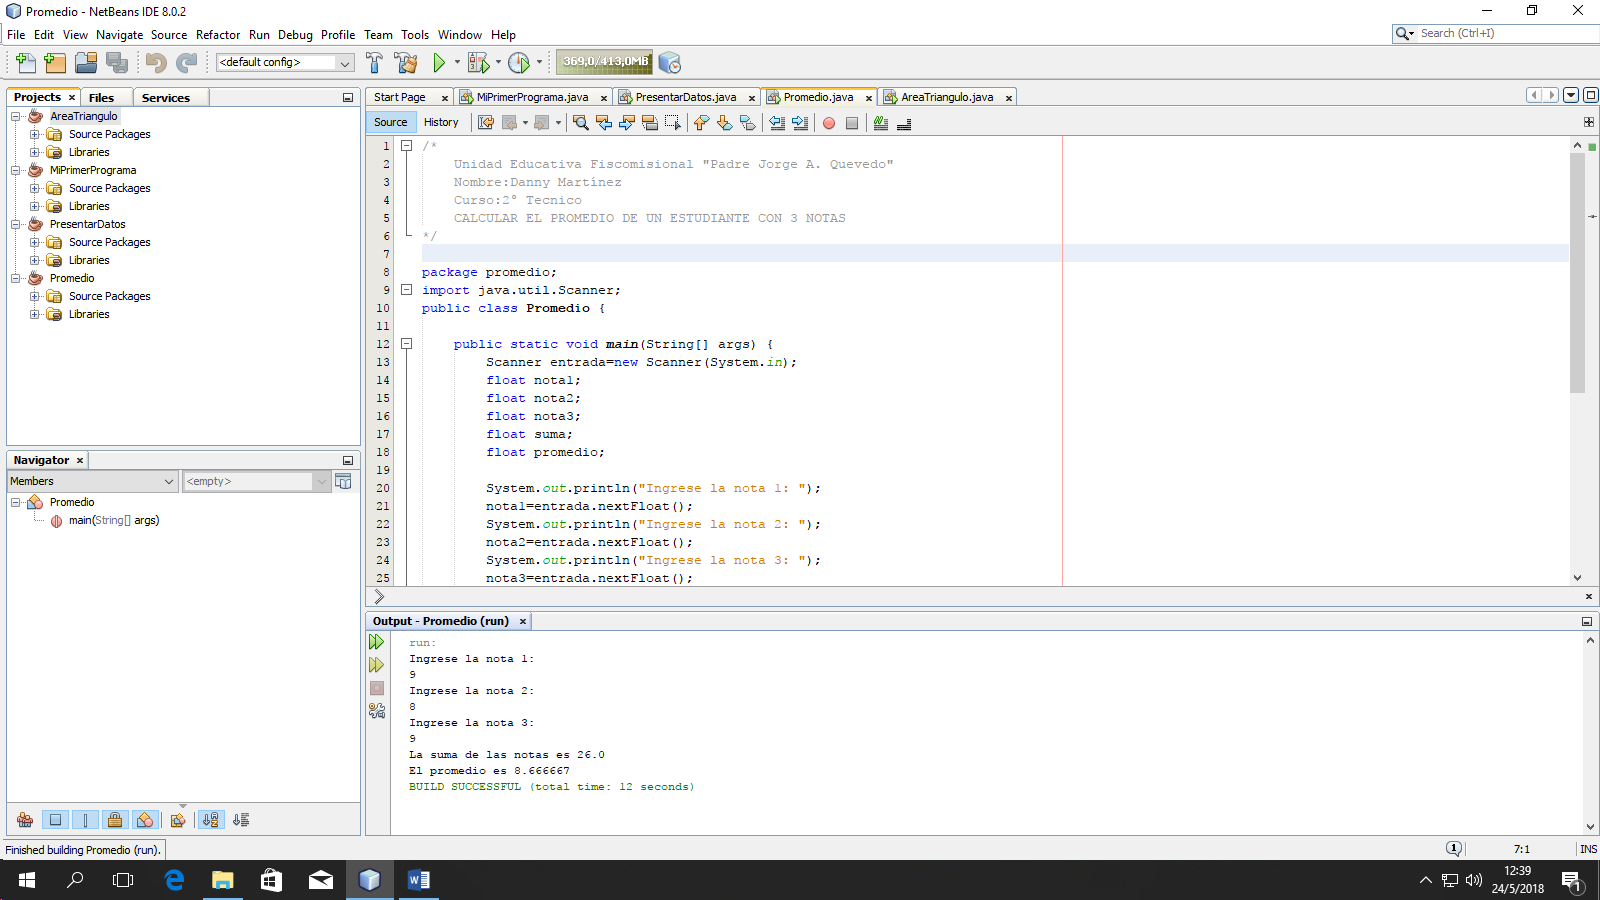 Promedio - NetBeans IDE 8.0.2
File Edit View Navigate Source Refactor Run Debug Profile Team Tools Window Help
Search (Ctrl+I)
<default config>
369,0/413,0MB
Projects
Files
Services
AreaTriangulo
Source Packages
Libraries
MiPrimerPrograma
Source Packages
Libraries
PresentarDatos
Source Packages
Libraries
Promedio
Source Packages
Libraries
Navigator
Members
<empty>
Promedio
main(String[] args)
Start Page
MiPrimerPrograma.java
PresentarDatos.java
Promedio.java
AreaTriangulo.java
Source
History
1 /*
2 Unidad Educativa Fiscomisional "Padre Jorge A. Quevedo"
3 Nombre:Danny Martínez
4 Curso:2° Tecnico
5 CALCULAR EL PROMEDIO DE UN ESTUDIANTE CON 3 NOTAS
6 */
7
8 package promedio;
9 import java.util.Scanner;
10 public class Promedio {
11
12 public static void main(String[] args) {
13 Scanner entrada=new Scanner(System.in);
14 float nota1;
15 float nota2;
16 float nota3;
17 float suma;
18 float promedio;
19
20 System.out.println("Ingrese la nota 1: ");
21 nota1=entrada.nextFloat();
22 System.out.println("Ingrese la nota 2: ");
23 nota2=entrada.nextFloat();
24 System.out.println("Ingrese la nota 3: ");
25 nota3=entrada.nextFloat();
Output - Promedio (run)
run:
Ingrese la nota 1:
9
Ingrese la nota 2:
8
Ingrese la nota 3:
9
La suma de las notas es 26.0
El promedio es 8.666667
BUILD SUCCESSFUL (total time: 12 seconds)
Finished building Promedio (run).
1
7:1
INS
12:39
24/5/2018
1